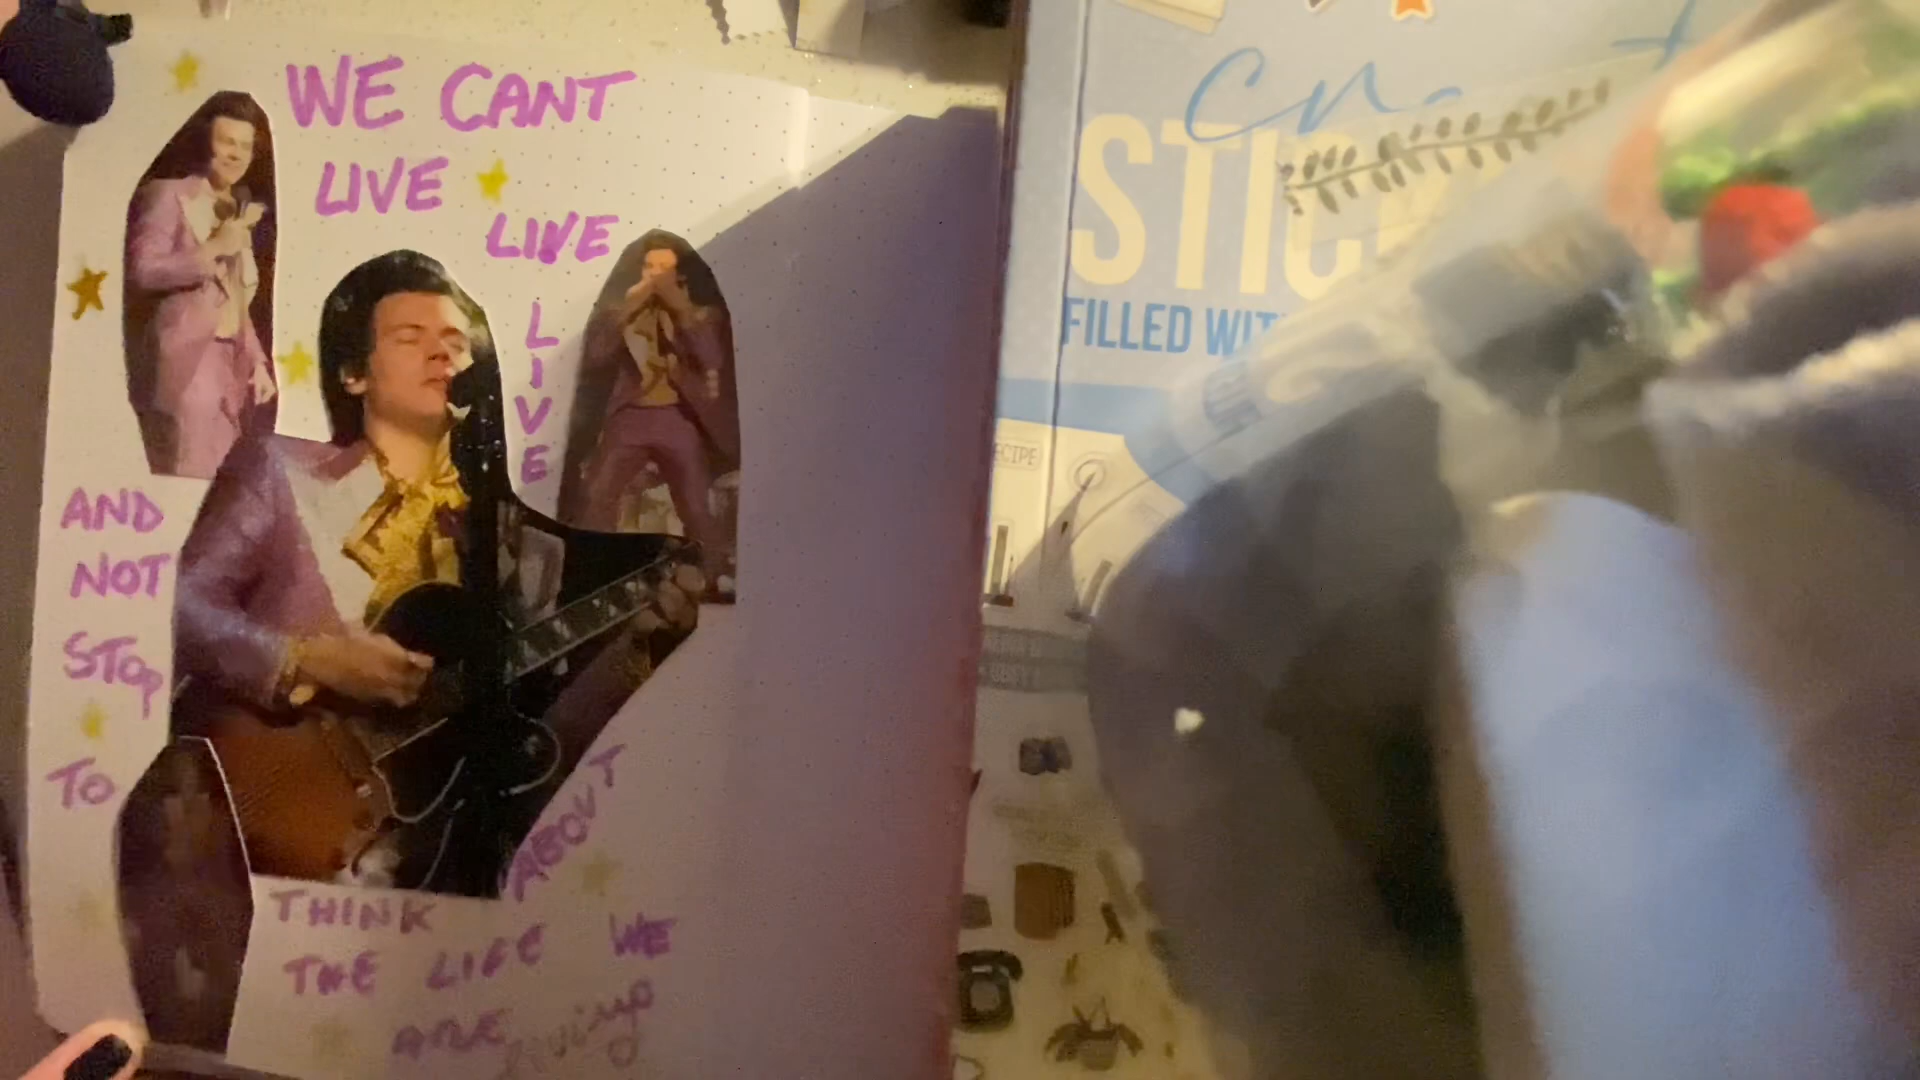 WE CANT
LIVE
LIVE
LIVE
AND
NOT
STOP
TO
THINK
ABOUT
THE LIFE WE
ARE living
STIC
FILLED WIT
ECIPE